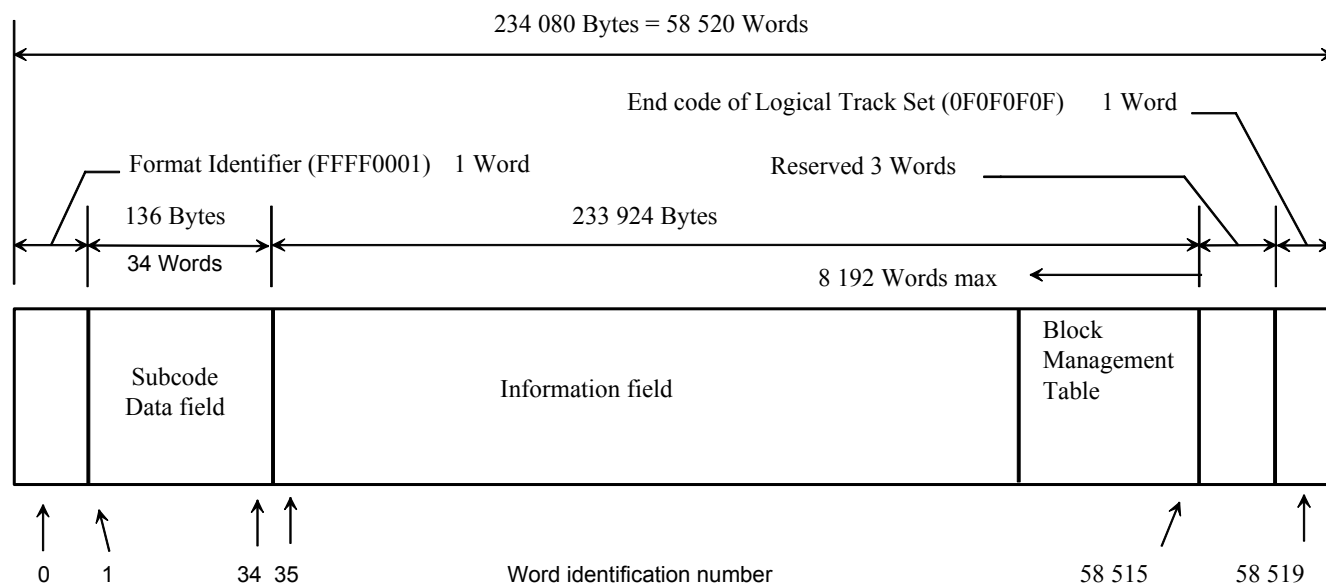 234 080 Bytes = 58 520 Words
End code of Logical Track Set (0F0F0F0F) 1 Word
Format Identifier (FFFF0001) 1 Word
Reserved 3 Words
136 Bytes
233 924 Bytes
34 Words
8 192 Words max
Subcode
Data field
Information field
Block
Management
Table
0 1 34 35 Word identification number 58 515 58 519